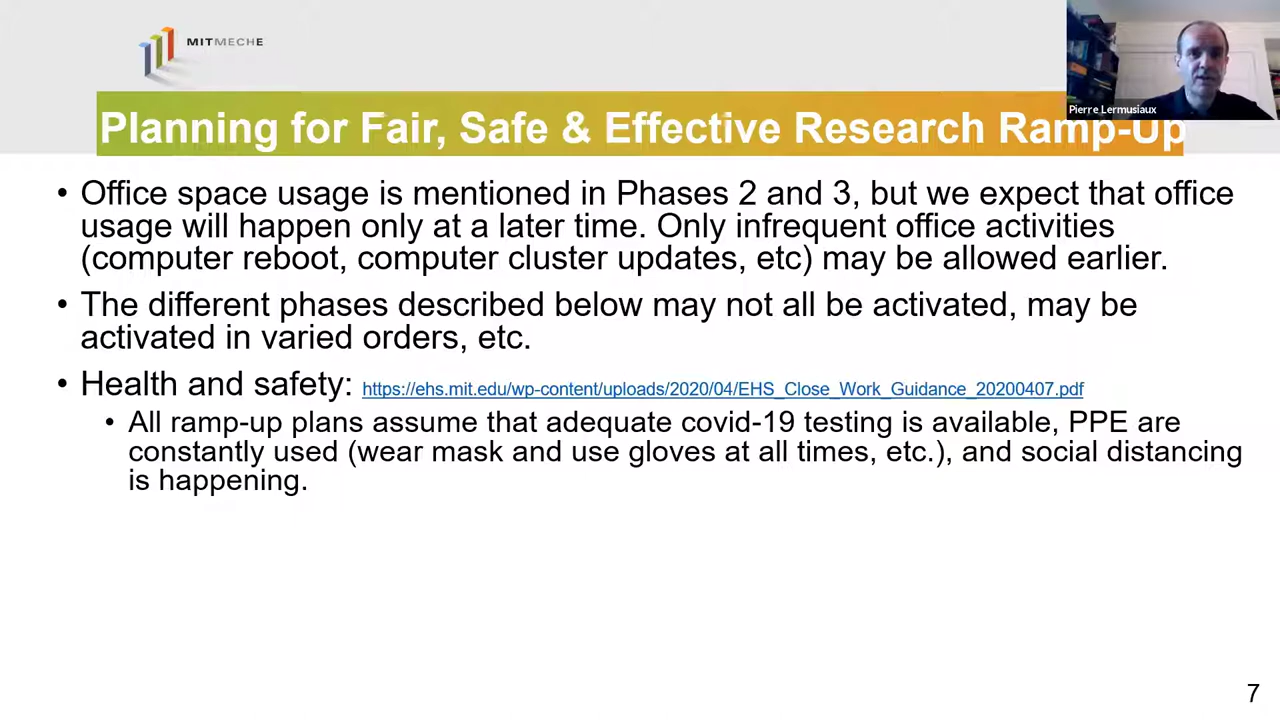 MITMECHE
Pierre Lermusiaux
Planning for Fair, Safe & Effective Research Ramp-Up
• Office space usage is mentioned in Phases 2 and 3, but we expect that office
usage will happen only at a later time. Only infrequent office activities
(computer reboot, computer cluster updates, etc) may be allowed earlier.
• The different phases described below may not all be activated, may be
activated in varied orders, etc.
• Health and safety: https://ehs.mit.edu/wp-content/uploads/2020/04/EHS_Close_Work_Guidance_20200407.pdf
• All ramp-up plans assume that adequate covid-19 testing is available, PPE are
constantly used (wear mask and use gloves at all times, etc.), and social distancing
is happening.
7